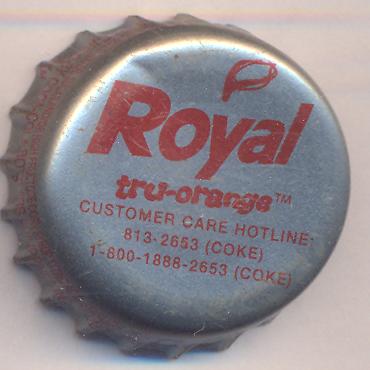 Royal
tru-orange™
CUSTOMER CARE HOTLINE:
813-2653 (COKE)
1-800-1888-2653 (COKE)